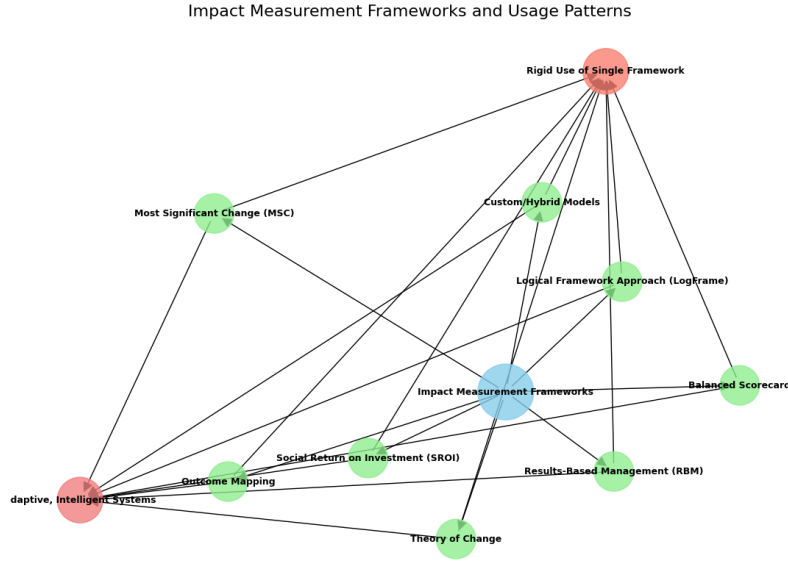 Impact Measurement Frameworks and Usage Patterns
Rigid Use of Single Framework
Custom/Hybrid Models
Most Significant Change (MSC)
Logical Framework Approach (LogFrame)
Balanced Scorecard
Impact Measurement Frameworks
Social Return on Investment (SROI)
Results-Based Management (RBM)
Outcome Mapping
daptive, Intelligent Systems
Theory of Change